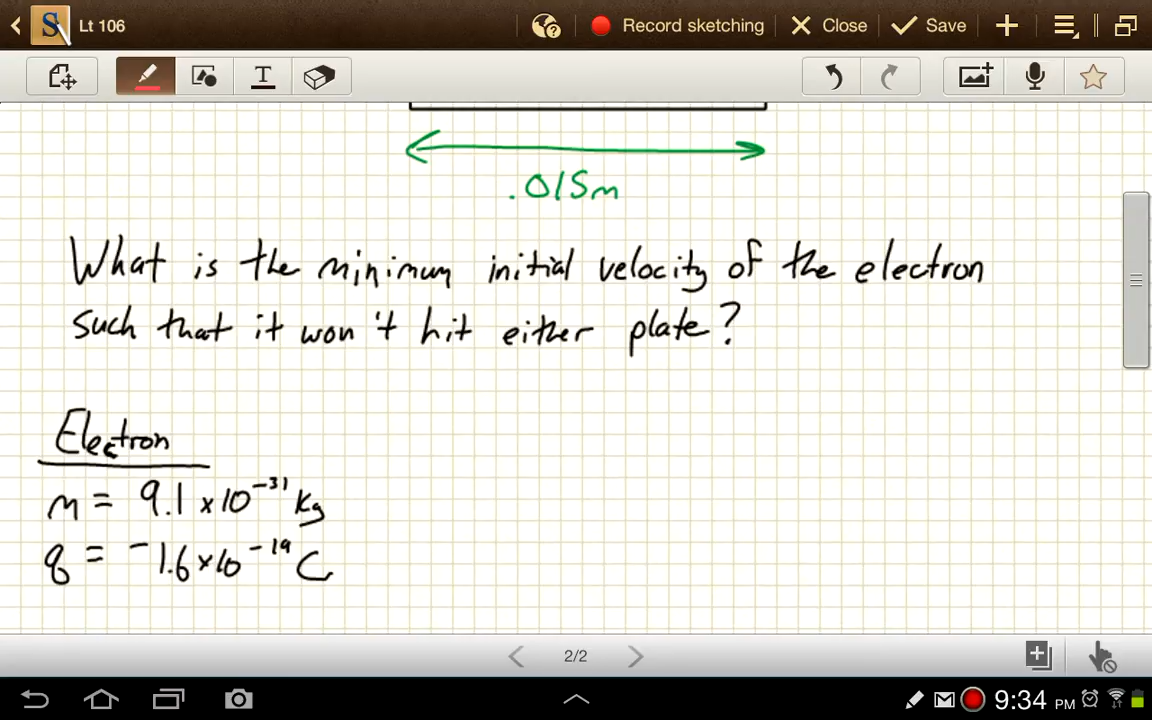 Lt 106
Record sketching
Close
Save
T
.015m
What is the minimum initial velocity of the electron
such that it won't hit either plate?
Electron
m = 9.1 × 10⁻³¹ kg
q = -1.6 × 10⁻¹⁹ C
2/2
9:34 PM